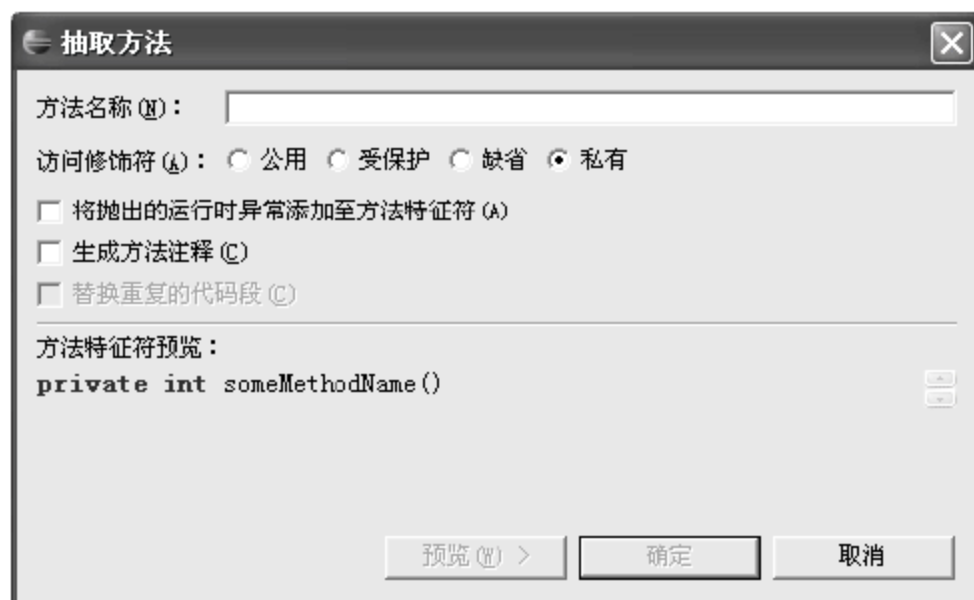 抽取方法
方法名称(N)：
访问修饰符(A)： 公用 受保护 缺省 私有
将抛出的运行时异常添加至方法特征符(A)
生成方法注释(C)
替换重复的代码段(C)
方法特征符预览：
private int someMethodName()
预览(W) > 确定 取消